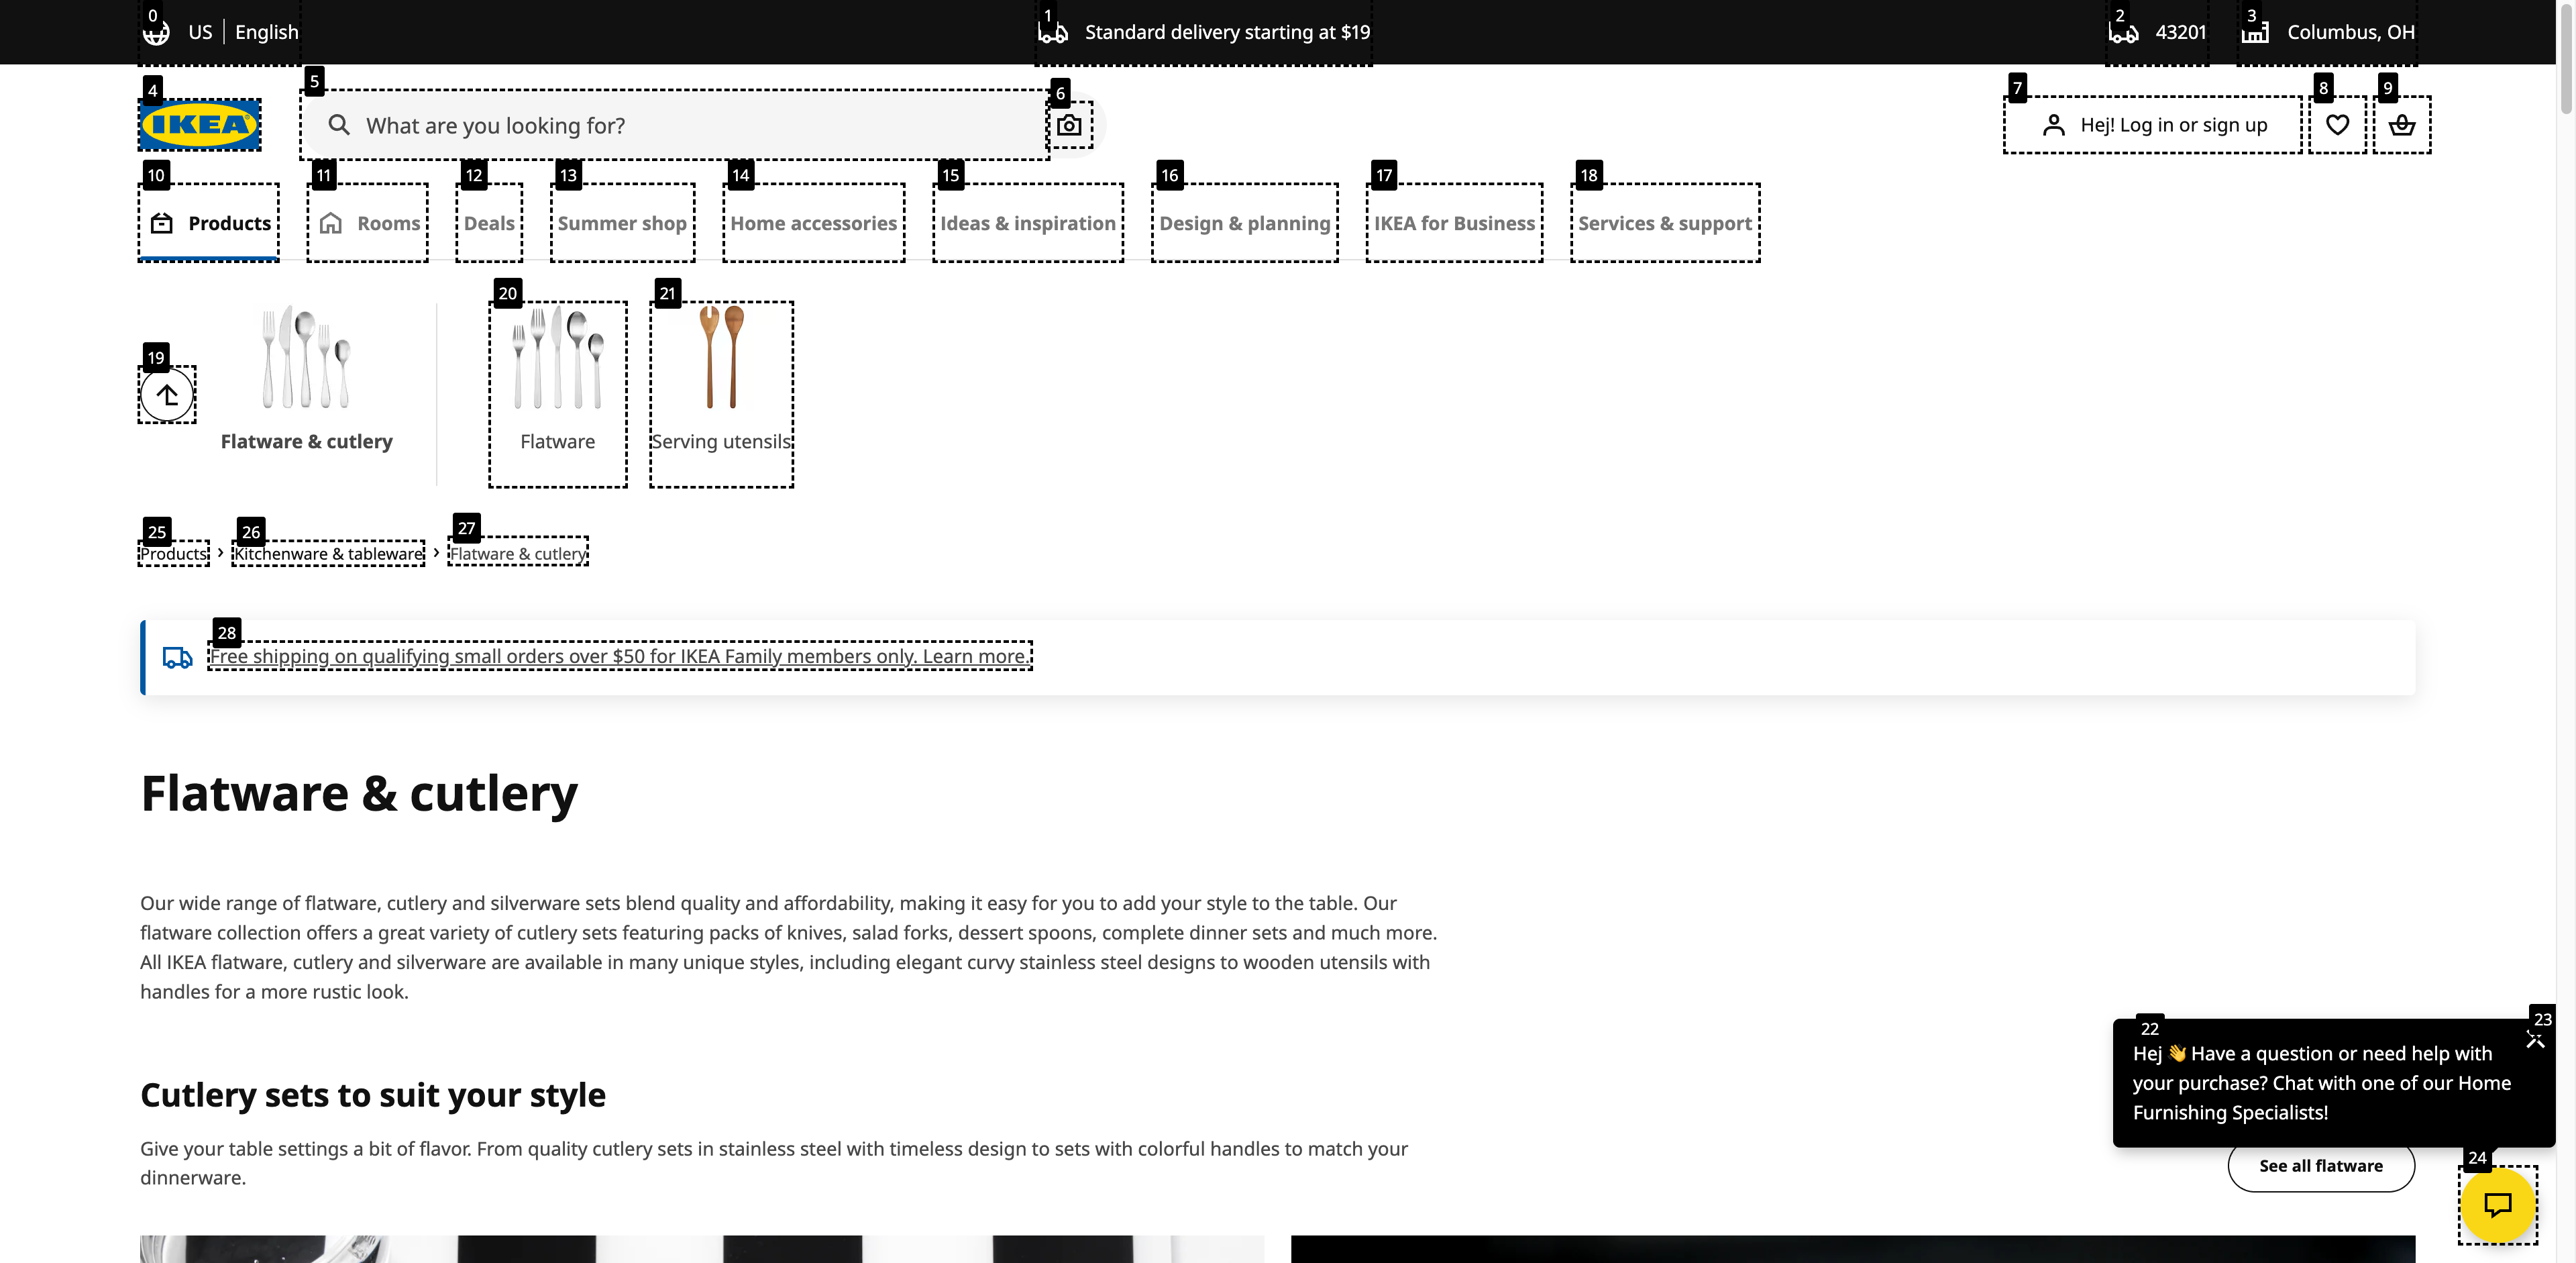 0
US English
1
Standard delivery starting at $19
2
43201
3
Columbus, OH
4
IKEA
5
What are you looking for?
6
7
Hej! Log in or sign up
8
9
10
Products
11
Rooms
12
Deals
13
Summer shop
14
Home accessories
15
Ideas & inspiration
16
Design & planning
17
IKEA for Business
18
Services & support
19
Flatware & cutlery
20
Flatware
21
Serving utensils
25
Products
26
Kitchenware & tableware
27
Flatware & cutlery
28
Free shipping on qualifying small orders over $50 for IKEA Family members only. Learn more.
Flatware & cutlery
Our wide range of flatware, cutlery and silverware sets blend quality and affordability, making it easy for you to add your style to the table. Our
flatware collection offers a great variety of cutlery sets featuring packs of knives, salad forks, dessert spoons, complete dinner sets and much more.
All IKEA flatware, cutlery and silverware are available in many unique styles, including elegant curvy stainless steel designs to wooden utensils with
handles for a more rustic look.
Cutlery sets to suit your style
Give your table settings a bit of flavor. From quality cutlery sets in stainless steel with timeless design to sets with colorful handles to match your
dinnerware.
22
23
Hej 👋 Have a question or need help with
your purchase? Chat with one of our Home
Furnishing Specialists!
24
See all flatware